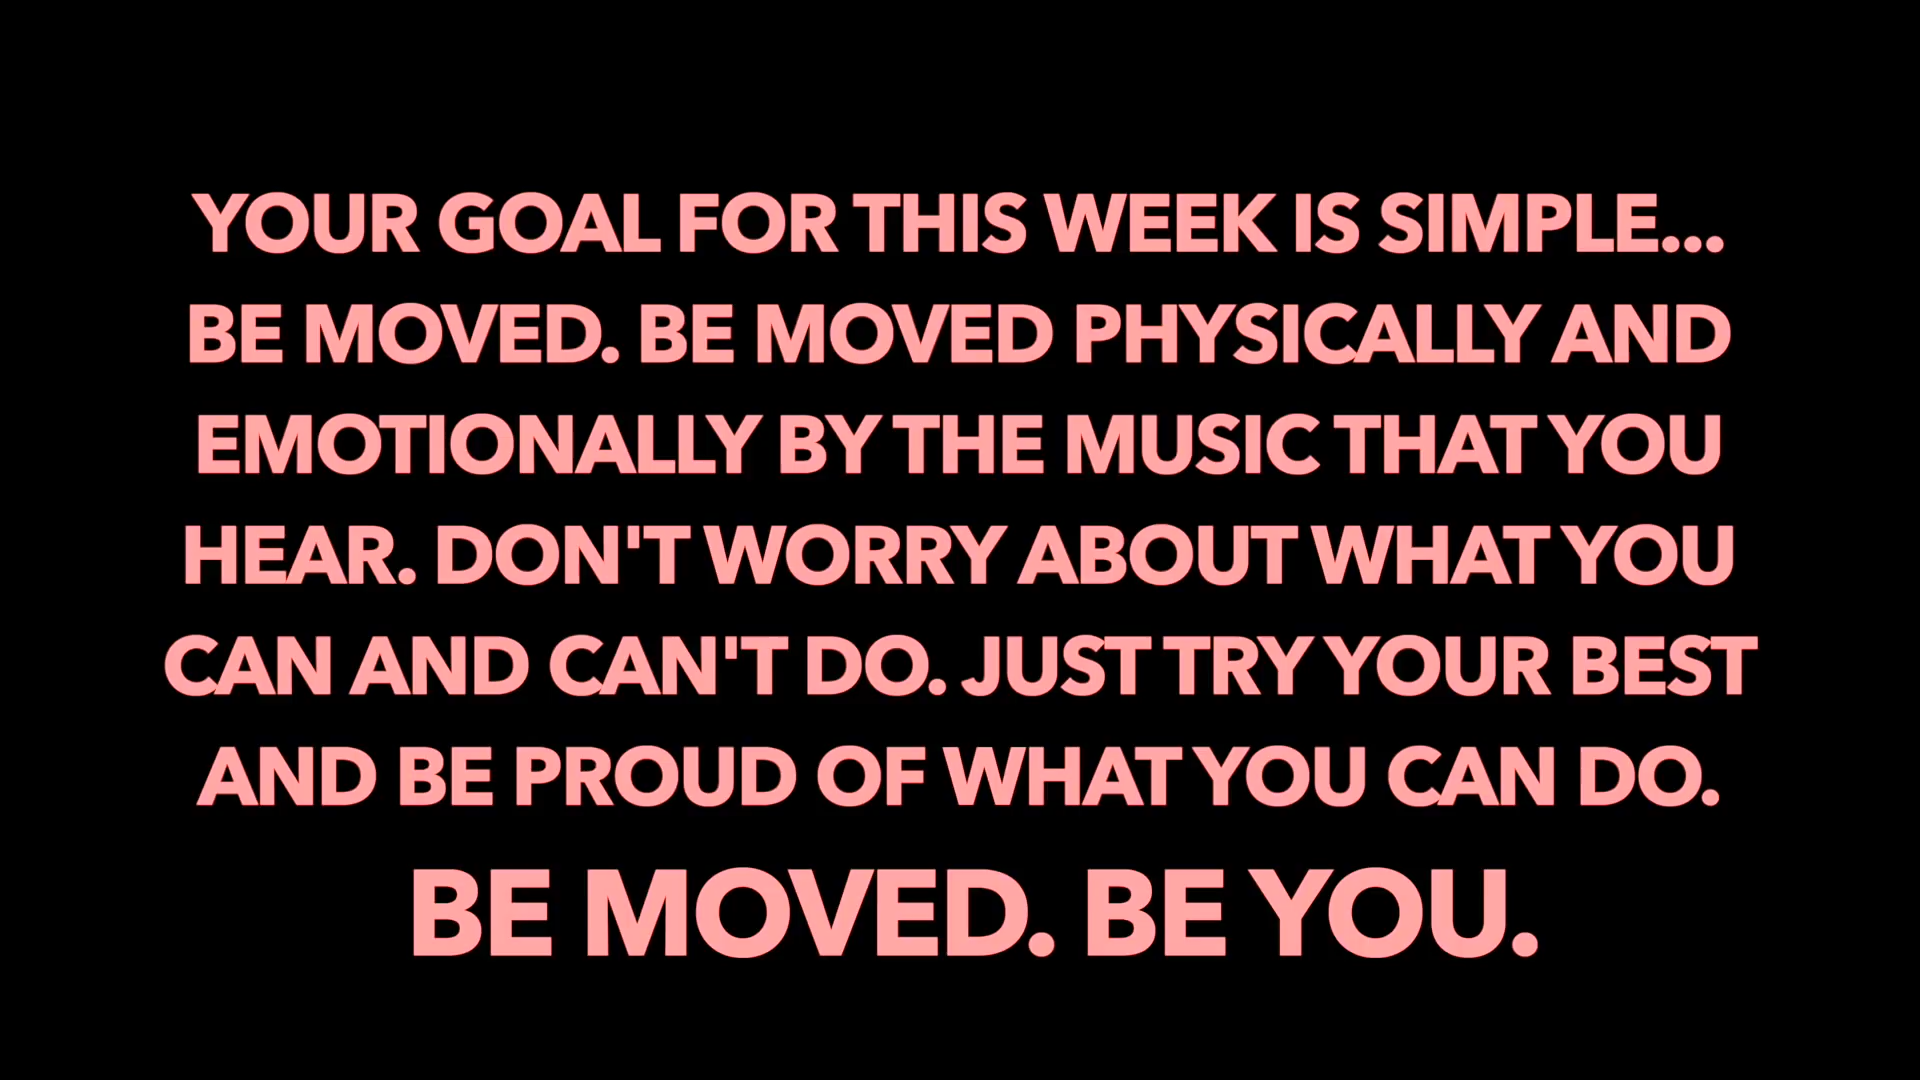 YOUR GOAL FOR THIS WEEK IS SIMPLE...
BE MOVED. BE MOVED PHYSICALLY AND
EMOTIONALLY BY THE MUSIC THAT YOU
HEAR. DON'T WORRY ABOUT WHAT YOU
CAN AND CAN'T DO. JUST TRY YOUR BEST
AND BE PROUD OF WHAT YOU CAN DO.
BE MOVED. BE YOU.